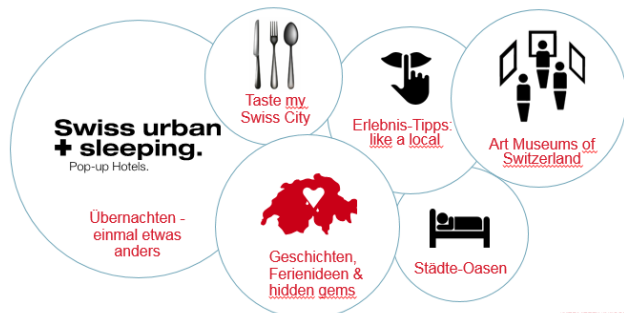 Swiss urban
+ sleeping.
Pop-up Hotels.
Übernachten -
einmal etwas
anders
Taste my
Swiss City
Erlebnis-Tipps:
like a local
Art Museums of
Switzerland
Geschichten,
Ferienideen &
hidden gems
Städte-Oasen